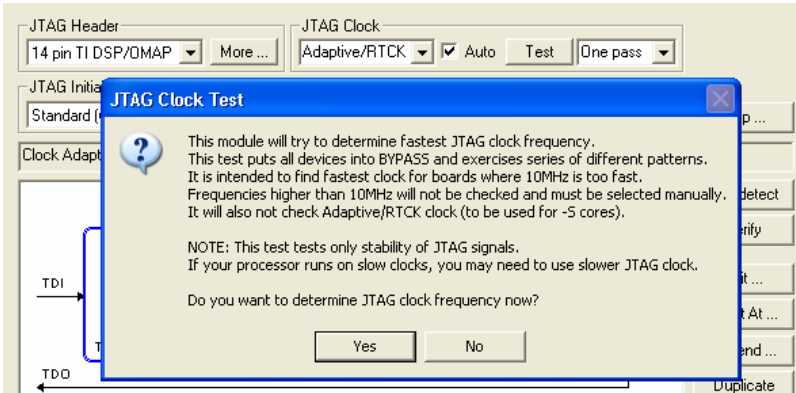 JTAG Header
JTAG Clock
14 pin TI DSP/OMAP More ... Adaptive/RTCK Auto Test One pass
JTAG Clock Test
Standard
Clock
This module will try to determine fastest JTAG clock frequency.
This test puts all devices into BYPASS and exercises series of different patterns.
It is intended to find fastest clock for boards where 10MHz is too fast.
Frequencies higher than 10MHz will not be checked and must be selected manually.
It will also not check Adaptive/RTCK clock (to be used for -S cores).
NOTE: This test tests only stability of JTAG signals.
If your processor runs on slow clocks, you may need to use slower JTAG clock.
Do you want to determine JTAG clock frequency now?
Yes No
TDI
TDO
Duplicate